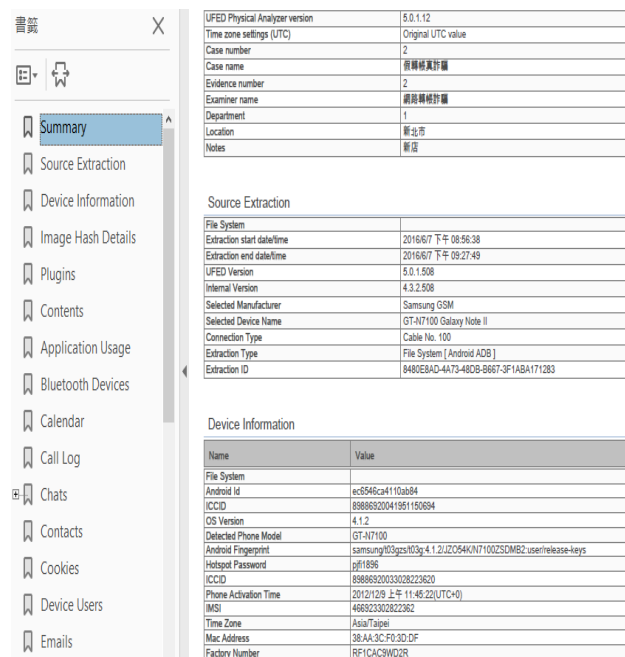 書籤
Summary
Source Extraction
Device Information
Image Hash Details
Plugins
Contents
Application Usage
Bluetooth Devices
Calendar
Call Log
Chats
Contacts
Cookies
Device Users
Emails
UFED Physical Analyzer version 5.0.1.12
Time zone settings (UTC) Original UTC value
Case number 2
Case name 假轉帳真詐騙
Evidence number 2
Examiner name 網路轉帳詐騙
Department 1
Location 新北市
Notes 新店
Source Extraction
File System
Extraction start date/time 2016/6/7 下午 08:56:38
Extraction end date/time 2016/6/7 下午 09:27:49
UFED Version 5.0.1.508
Internal Version 4.3.2.508
Selected Manufacturer Samsung GSM
Selected Device Name GT-N7100 Galaxy Note II
Connection Type Cable No. 100
Extraction Type File System [ Android ADB ]
Extraction ID 8480E8AD-4A73-48DB-B667-3F1ABA171283
Device Information
Name Value
File System
Android Id ec6546ca4110ab84
ICCID 89886920041951150694
OS Version 4.1.2
Detected Phone Model GT-N7100
Android Fingerprint samsung/t03gzs/t03g:4.1.2/JZO54K/N7100ZSDMB2:user/release-keys
Hotspot Password pjfi1896
ICCID 89886920033028223620
Phone Activation Time 2012/12/9 上午 11:45:22(UTC+0)
IMSI 466923302822362
Time Zone Asia/Taipei
Mac Address 38:AA:3C:F0:3D:DF
Factory Number RF1CAC9WD2R